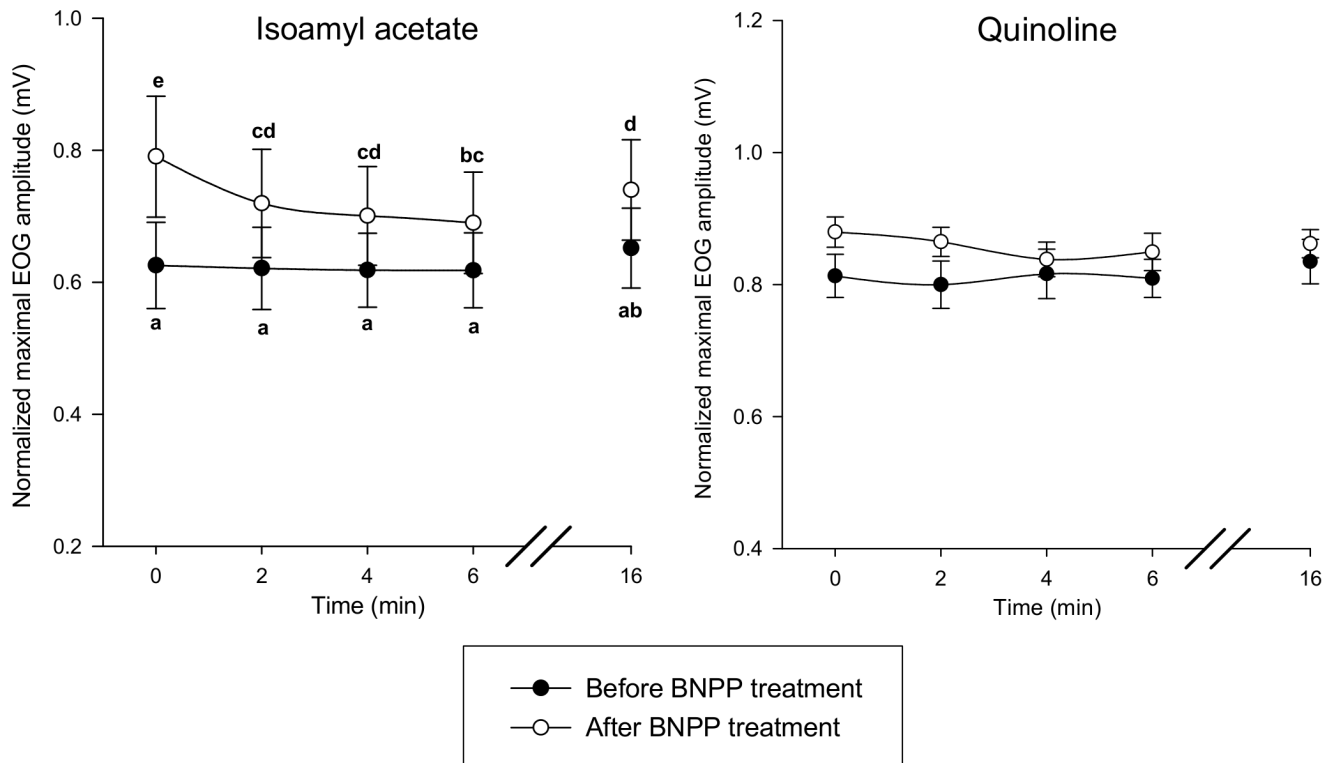 Isoamyl acetate
Normalized maximal EOG amplitude (mV)
1.0
0.8
0.6
0.4
0.2
e
cd
cd
bc
d
a
a
a
a
ab
0 2 4 6 16
Time (min)
Quinoline
Normalized maximal EOG amplitude (mV)
1.2
1.0
0.8
0.6
0.4
0 2 4 6 16
Time (min)
Before BNPP treatment
After BNPP treatment